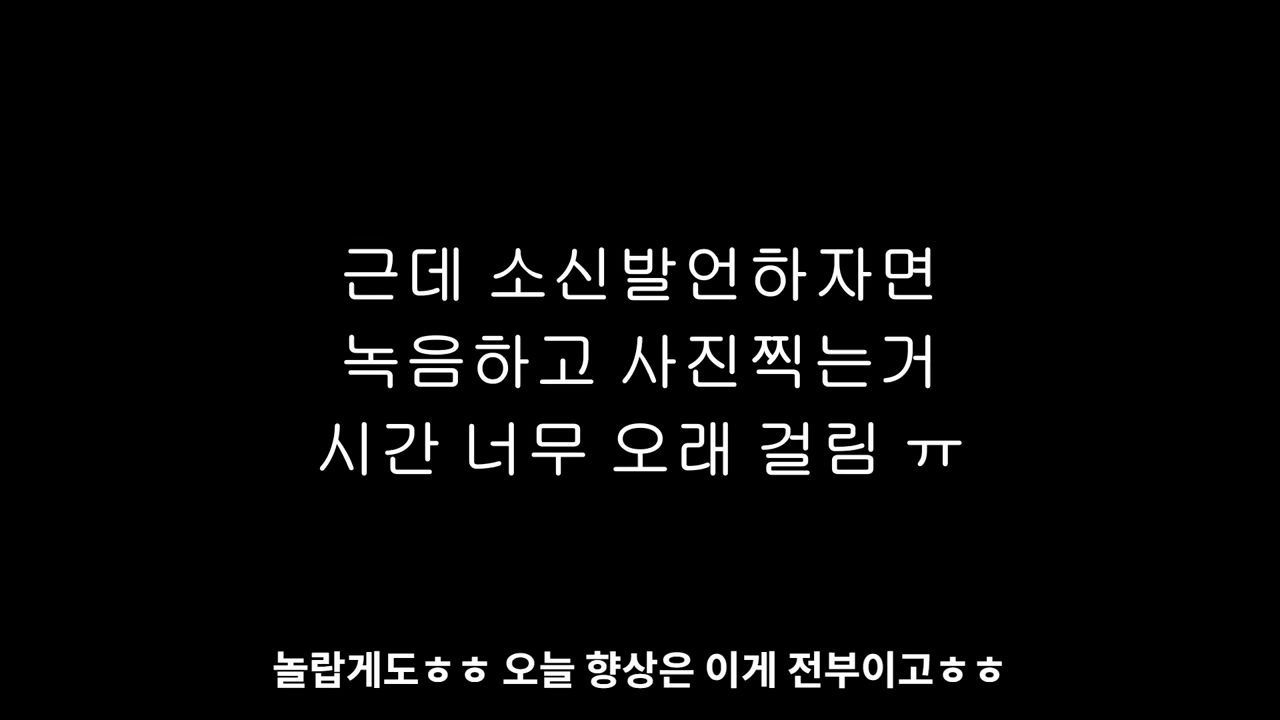 근데 소신발언하자면
녹음하고 사진찍는거
시간 너무 오래 걸림 ㅠ
놀랍게도ㅎㅎ 오늘 향상은 이게 전부이고ㅎㅎ